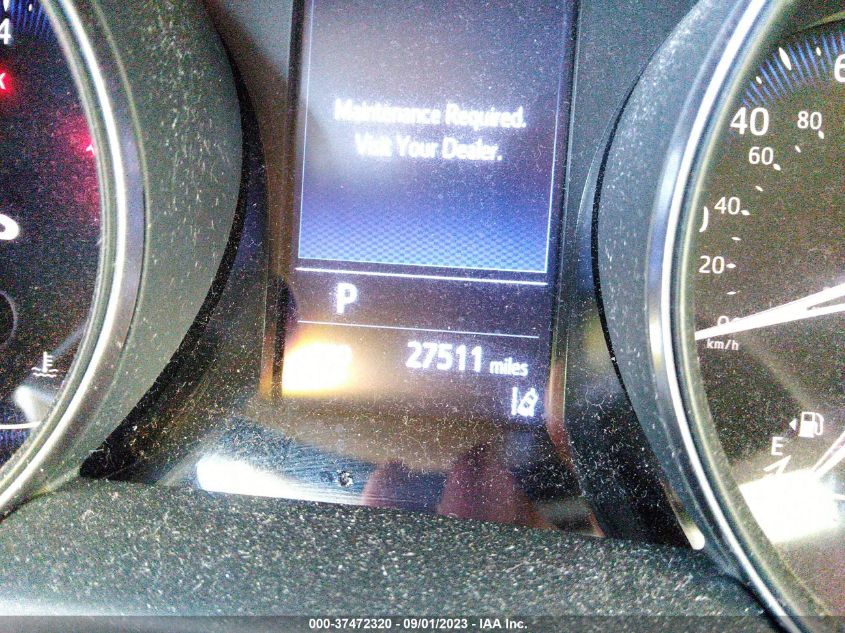 4
Maintenance Required.
Visit Your Dealer.
P
27511 miles
40
80
60
40
20
km/h
E
000-37472320 - 09/01/2023 - IAA Inc.